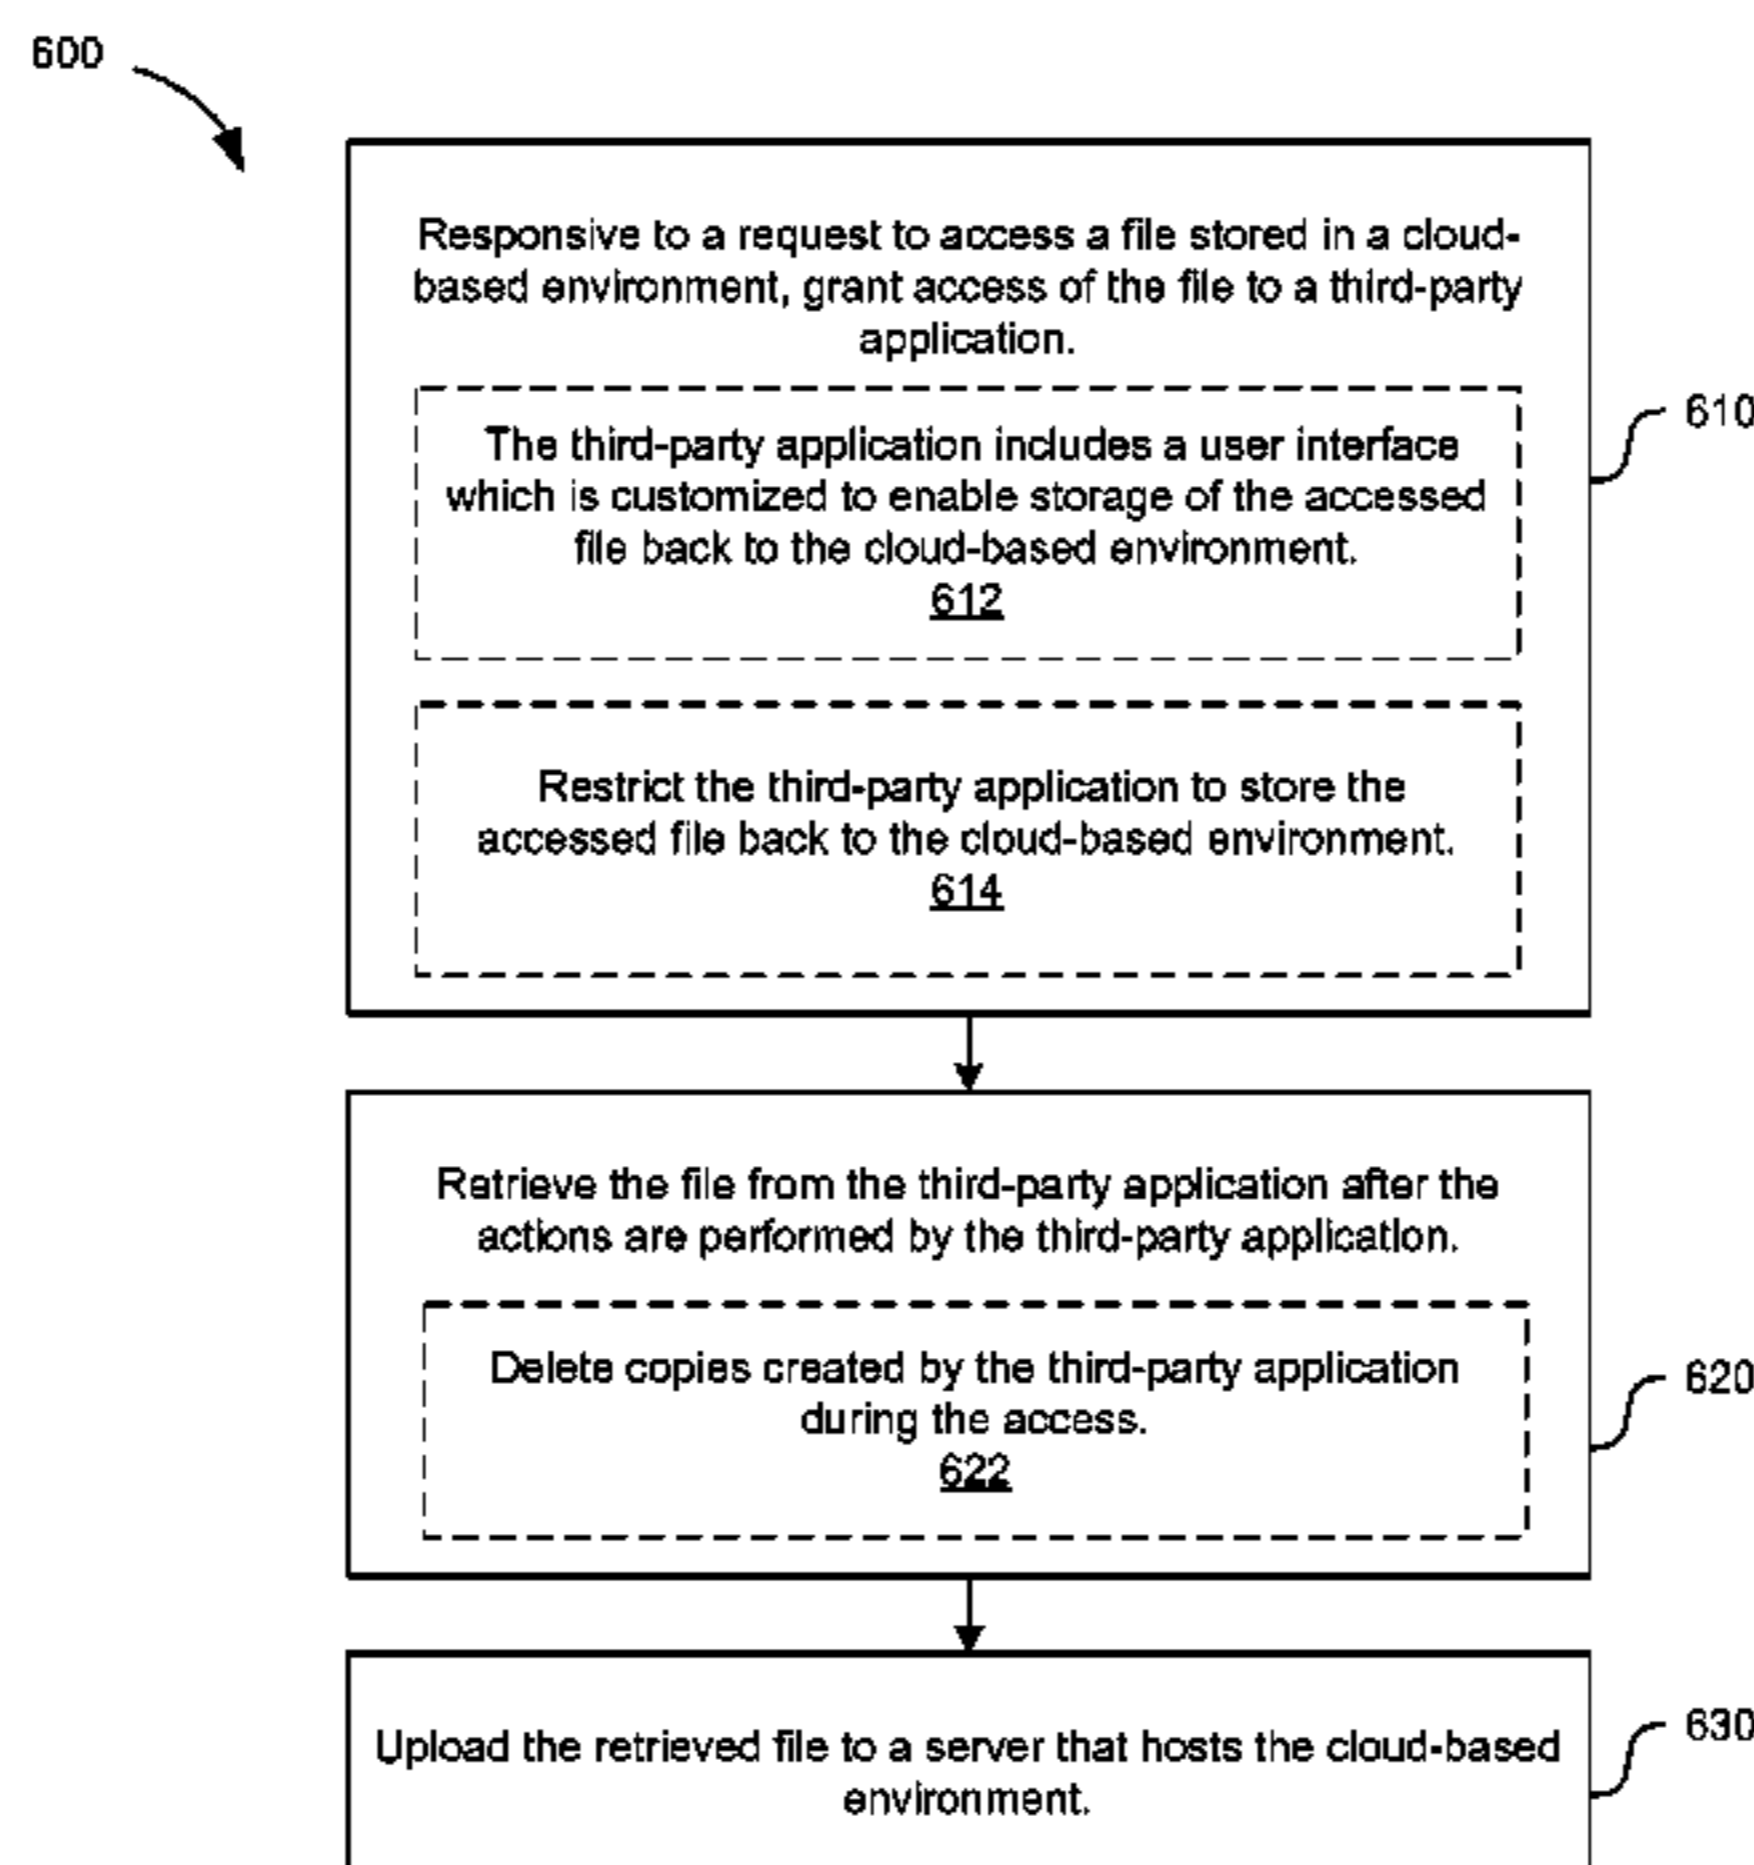 600
Responsive to a request to access a file stored in a cloud-
based environment, grant access of the file to a third-party
application.
610
The third-party application includes a user interface
which is customized to enable storage of the accessed
file back to the cloud-based environment.
612
Restrict the third-party application to store the
accessed file back to the cloud-based environment.
614
Retrieve the file from the third-party application after the
actions are performed by the third-party application.
Delete copies created by the third-party application
during the access.
620
622
Upload the retrieved file to a server that hosts the cloud-based
environment.
630